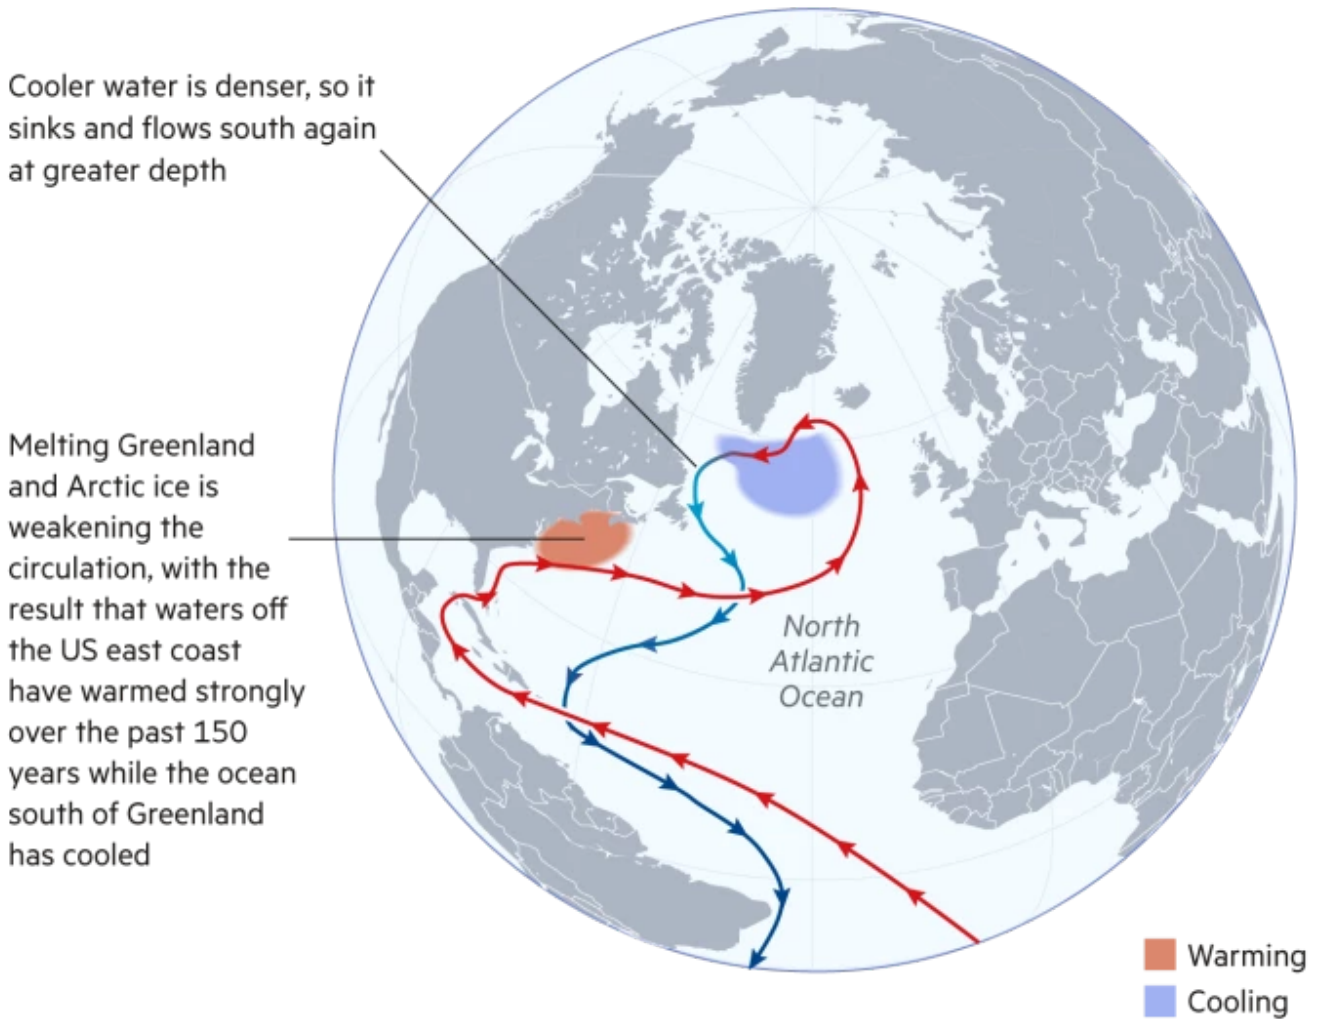 Cooler water is denser, so it
sinks and flows south again
at greater depth
Melting Greenland
and Arctic ice is
weakening the
circulation, with the
result that waters off
the US east coast
have warmed strongly
over the past 150
years while the ocean
south of Greenland
has cooled
North
Atlantic
Ocean
Warming
Cooling